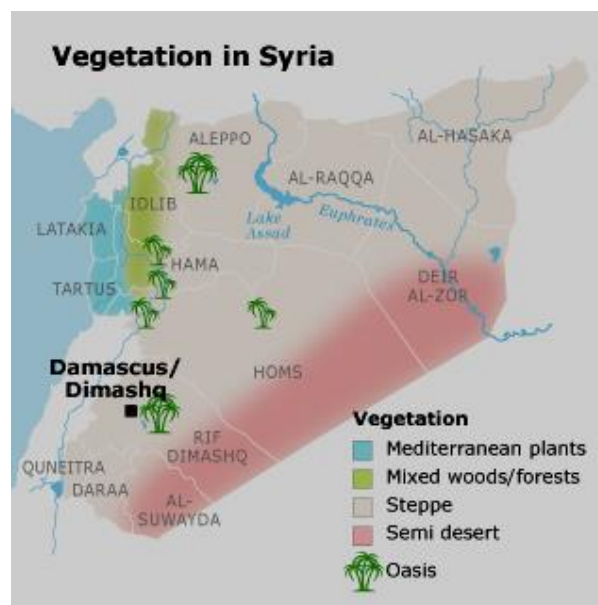 Vegetation in Syria
ALEPPO
AL-HASAKA
AL-RAQQA
IDLIB
LATAKIA
Lake
Assad
Euphrates
HAMA
TARTUS
DEIR
AL-ZOR
Damascus/
Dimashq
HOMS
RIF
DIMASHQ
QUNEITRA
DARAA
AL-
SUWAYDA
Vegetation
Mediterranean plants
Mixed woods/forests
Steppe
Semi desert
Oasis